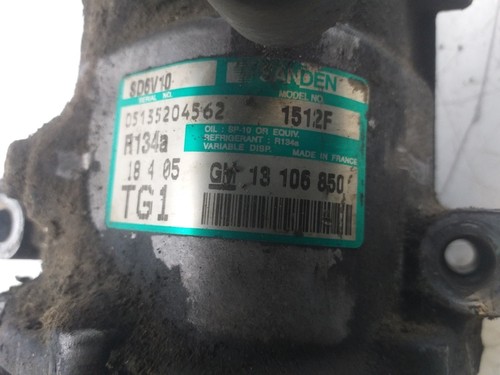 SD6V10 SANDEN
SERIAL NO. MODEL NO.
05135204562 1512F
R134a OIL : SP-10 OR EQUIV.
REFRIGERANT : R134a
VARIABLE DISP. MADE IN FRANCE
18 4 05 GM 13 106 850
TG1